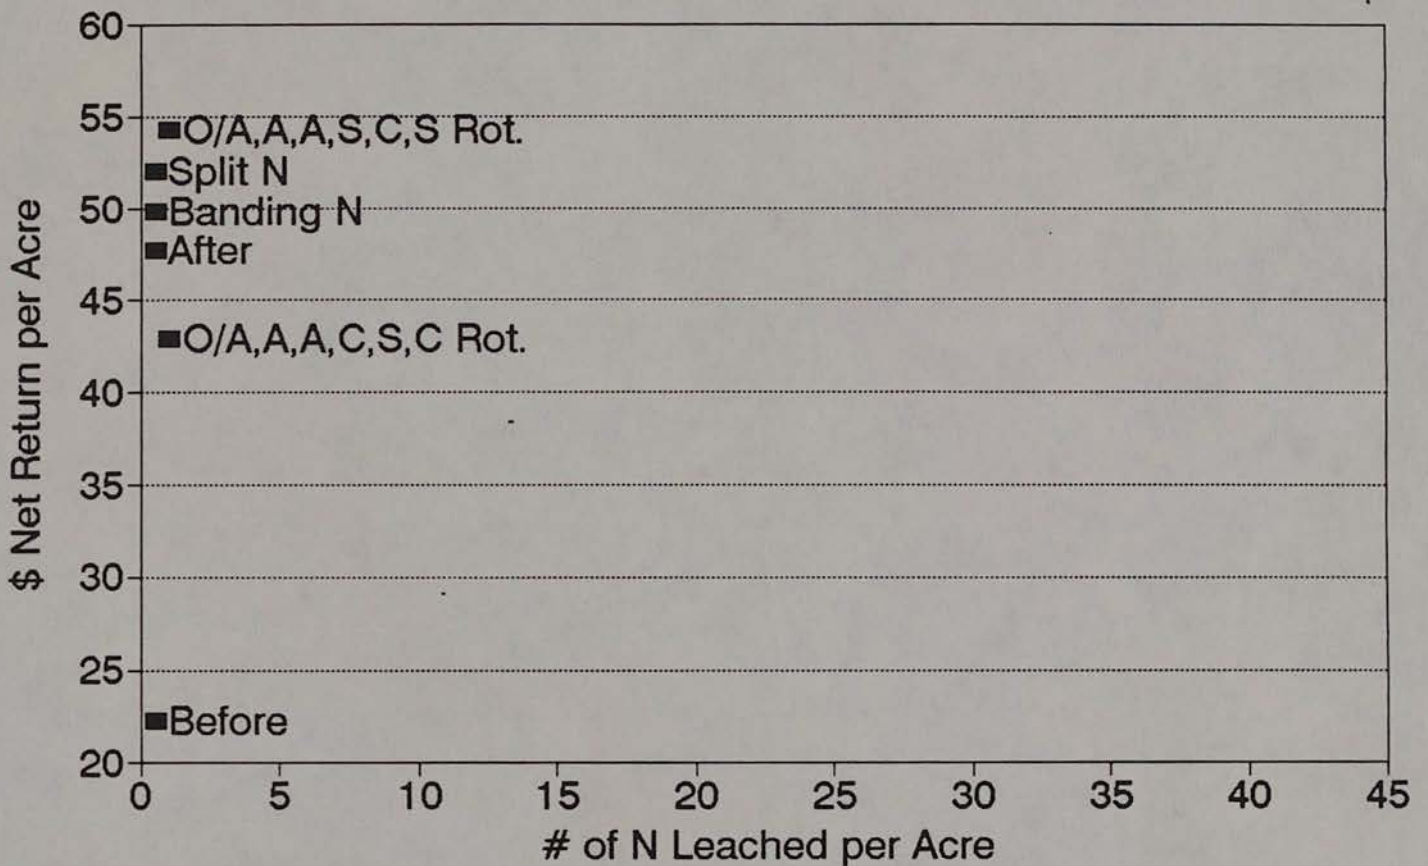 60
55
50
45
40
35
30
25
20
$ Net Return per Acre
O/A,A,A,S,C,S Rot.
Split N
Banding N
After
O/A,A,A,C,S,C Rot.
Before
0 5 10 15 20 25 30 35 40 45
# of N Leached per Acre